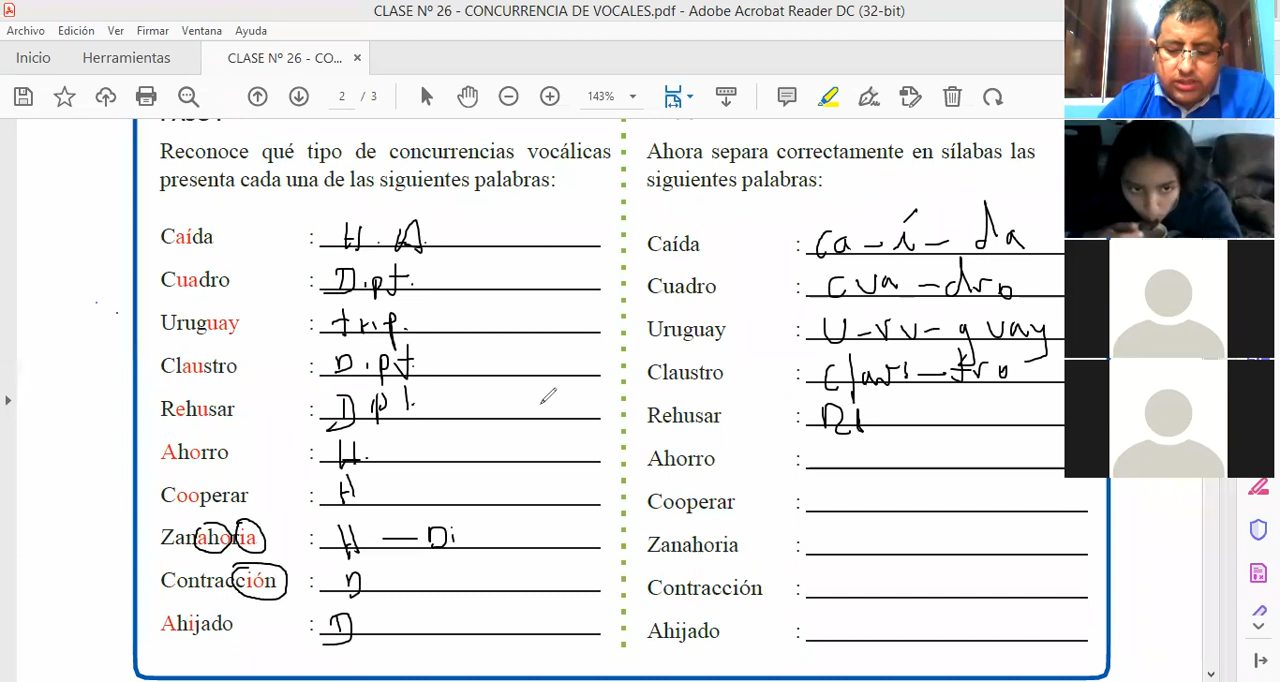 CLASE Nº 26 - CONCURRENCIA DE VOCALES.pdf - Adobe Acrobat Reader DC (32-bit)
Archivo Edición Ver Firmar Ventana Ayuda
Inicio Herramientas CLASE Nº 26 - CO... ×
2 / 3 143%
Reconoce qué tipo de concurrencias vocálicas
presenta cada una de las siguientes palabras:
Caída : H. A.
Cuadro : D.pt.
Uruguay : trip.
Claustro : D.pt.
Rehusar : D pt.
Ahorro : H.
Cooperar : H
Zanahoria : H — Di
Contracción : D
Ahijado : D
Ahora separa correctamente en sílabas las
siguientes palabras:
Caída : ca - í - da
Cuadro : cua - dro
Uruguay : U - ru - guay
Claustro : claus - tro
Rehusar :
Ahorro :
Cooperar :
Zanahoria :
Contracción :
Ahijado :